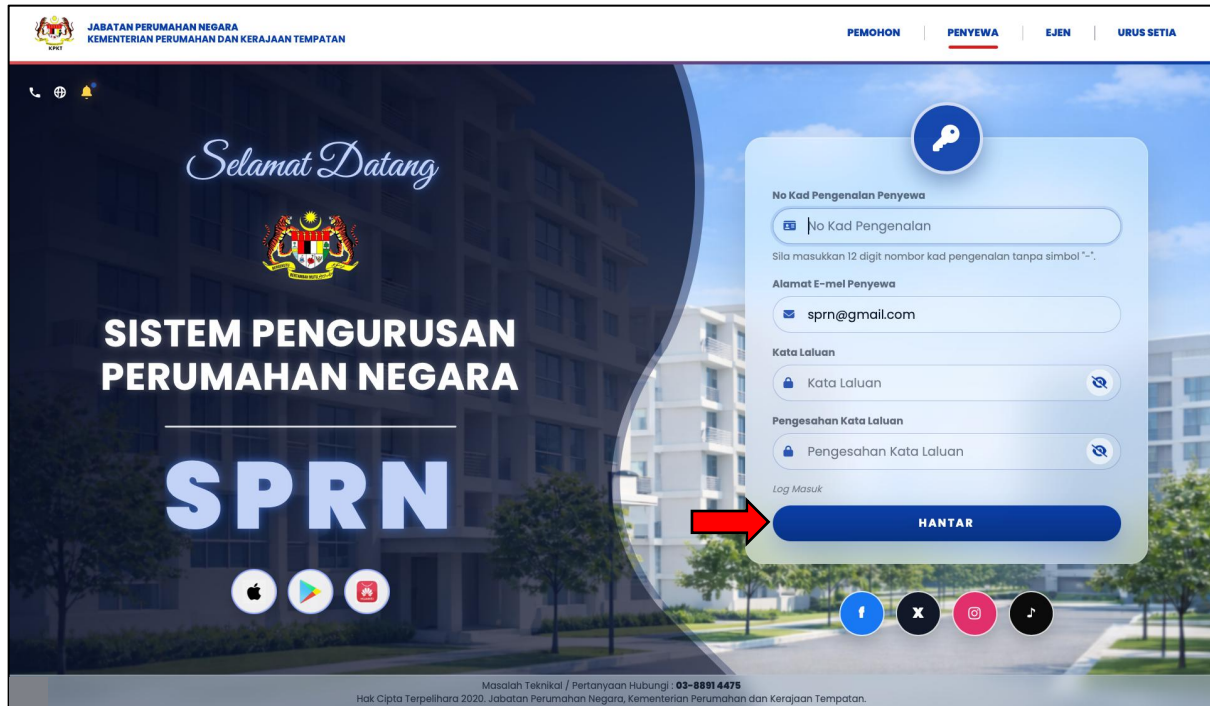 JABATAN PERUMAHAN NEGARA
KEMENTERIAN PERUMAHAN DAN KERAJAAN TEMPATAN
KPKT
PEMOHON
PENYEWA
EJEN
URUS SETIA
Selamat Datang
SISTEM PENGURUSAN
PERUMAHAN NEGARA
SPRN
No Kad Pengenalan Penyewa
No Kad Pengenalan
Sila masukkan 12 digit nombor kad pengenalan tanpa simbol "-".
Alamat E-mel Penyewa
sprn@gmail.com
Kata Laluan
Kata Laluan
Pengesahan Kata Laluan
Pengesahan Kata Laluan
Log Masuk
HANTAR
Masalah Teknikal / Pertanyaan Hubungi : 03-8891 4475
Hak Cipta Terpelihara 2020. Jabatan Perumahan Negara, Kementerian Perumahan dan Kerajaan Tempatan.